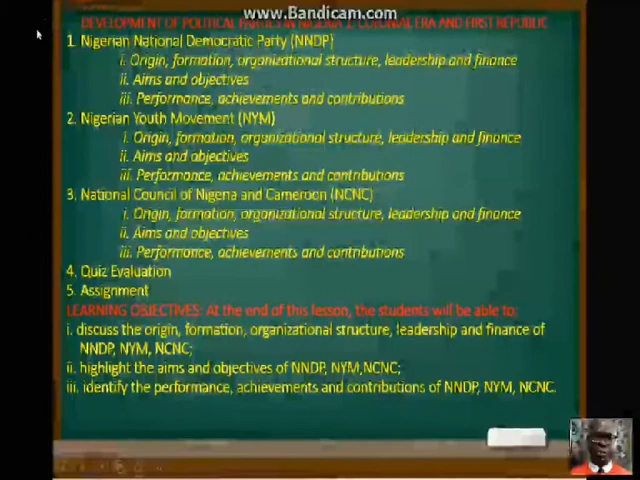 www.Bandicam.com
DEVELOPMENT OF POLITICAL PARTIES IN NIGERIA 1: COLONIAL ERA AND FIRST REPUBLIC
1. Nigerian National Democratic Party (NNDP)
i. Origin, formation, organizational structure, leadership and finance
ii. Aims and objectives
iii. Performance, achievements and contributions
2. Nigerian Youth Movement (NYM)
i. Origin, formation, organizational structure, leadership and finance
ii. Aims and objectives
iii. Performance, achievements and contributions
3. National Council of Nigeria and Cameroon (NCNC)
i. Origin, formation, organizational structure, leadership and finance
ii. Aims and objectives
iii. Performance, achievements and contributions
4. Quiz Evaluation
5. Assignment
LEARNING OBJECTIVES: At the end of this lesson, the students will be able to;
i. discuss the origin, formation, organizational structure, leadership and finance of
NNDP, NYM, NCNC;
ii. highlight the aims and objectives of NNDP, NYM,NCNC;
iii. identify the performance, achievements and contributions of NNDP, NYM, NCNC.